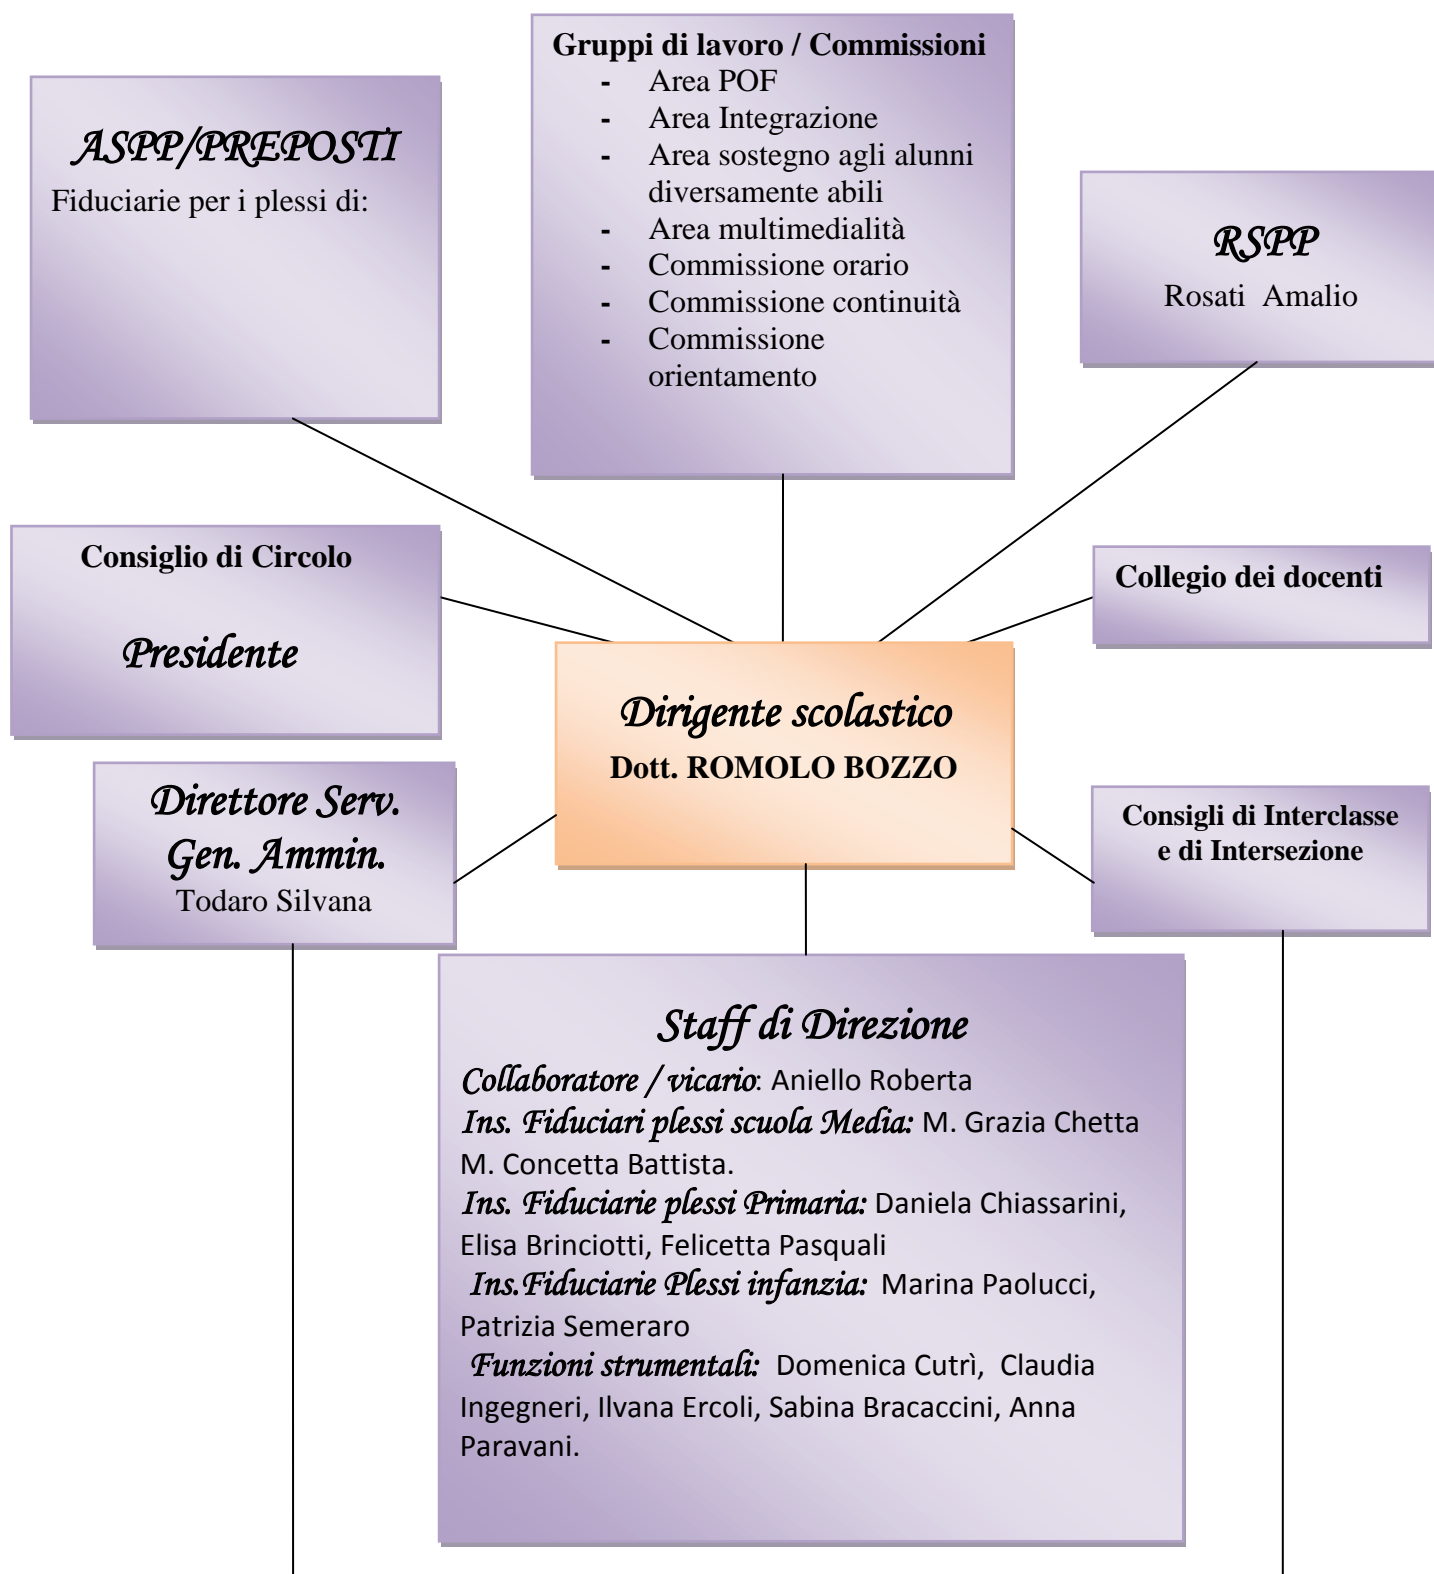 Gruppi di lavoro / Commissioni
- Area POF
- Area Integrazione
- Area sostegno agli alunni
diversamente abili
- Area multimedialità
- Commissione orario
- Commissione continuità
- Commissione
orientamento
ASPP/PREPOSTI
Fiduciarie per i plessi di:
RSPP
Rosati Amalio
Consiglio di Circolo
Presidente
Collegio dei docenti
Dirigente scolastico
Dott. ROMOLO BOZZO
Direttore Serv.
Gen. Ammin.
Todaro Silvana
Consigli di Interclasse
e di Intersezione
Staff di Direzione
Collaboratore / vicario: Aniello Roberta
Ins. Fiduciari plessi scuola Media: M. Grazia Chetta
M. Concetta Battista.
Ins. Fiduciarie plessi Primaria: Daniela Chiassarini,
Elisa Brinciotti, Felicetta Pasquali
Ins.Fiduciarie Plessi infanzia: Marina Paolucci,
Patrizia Semeraro
Funzioni strumentali: Domenica Cutrì, Claudia
Ingegneri, Ilvana Ercoli, Sabina Bracaccini, Anna
Paravani.